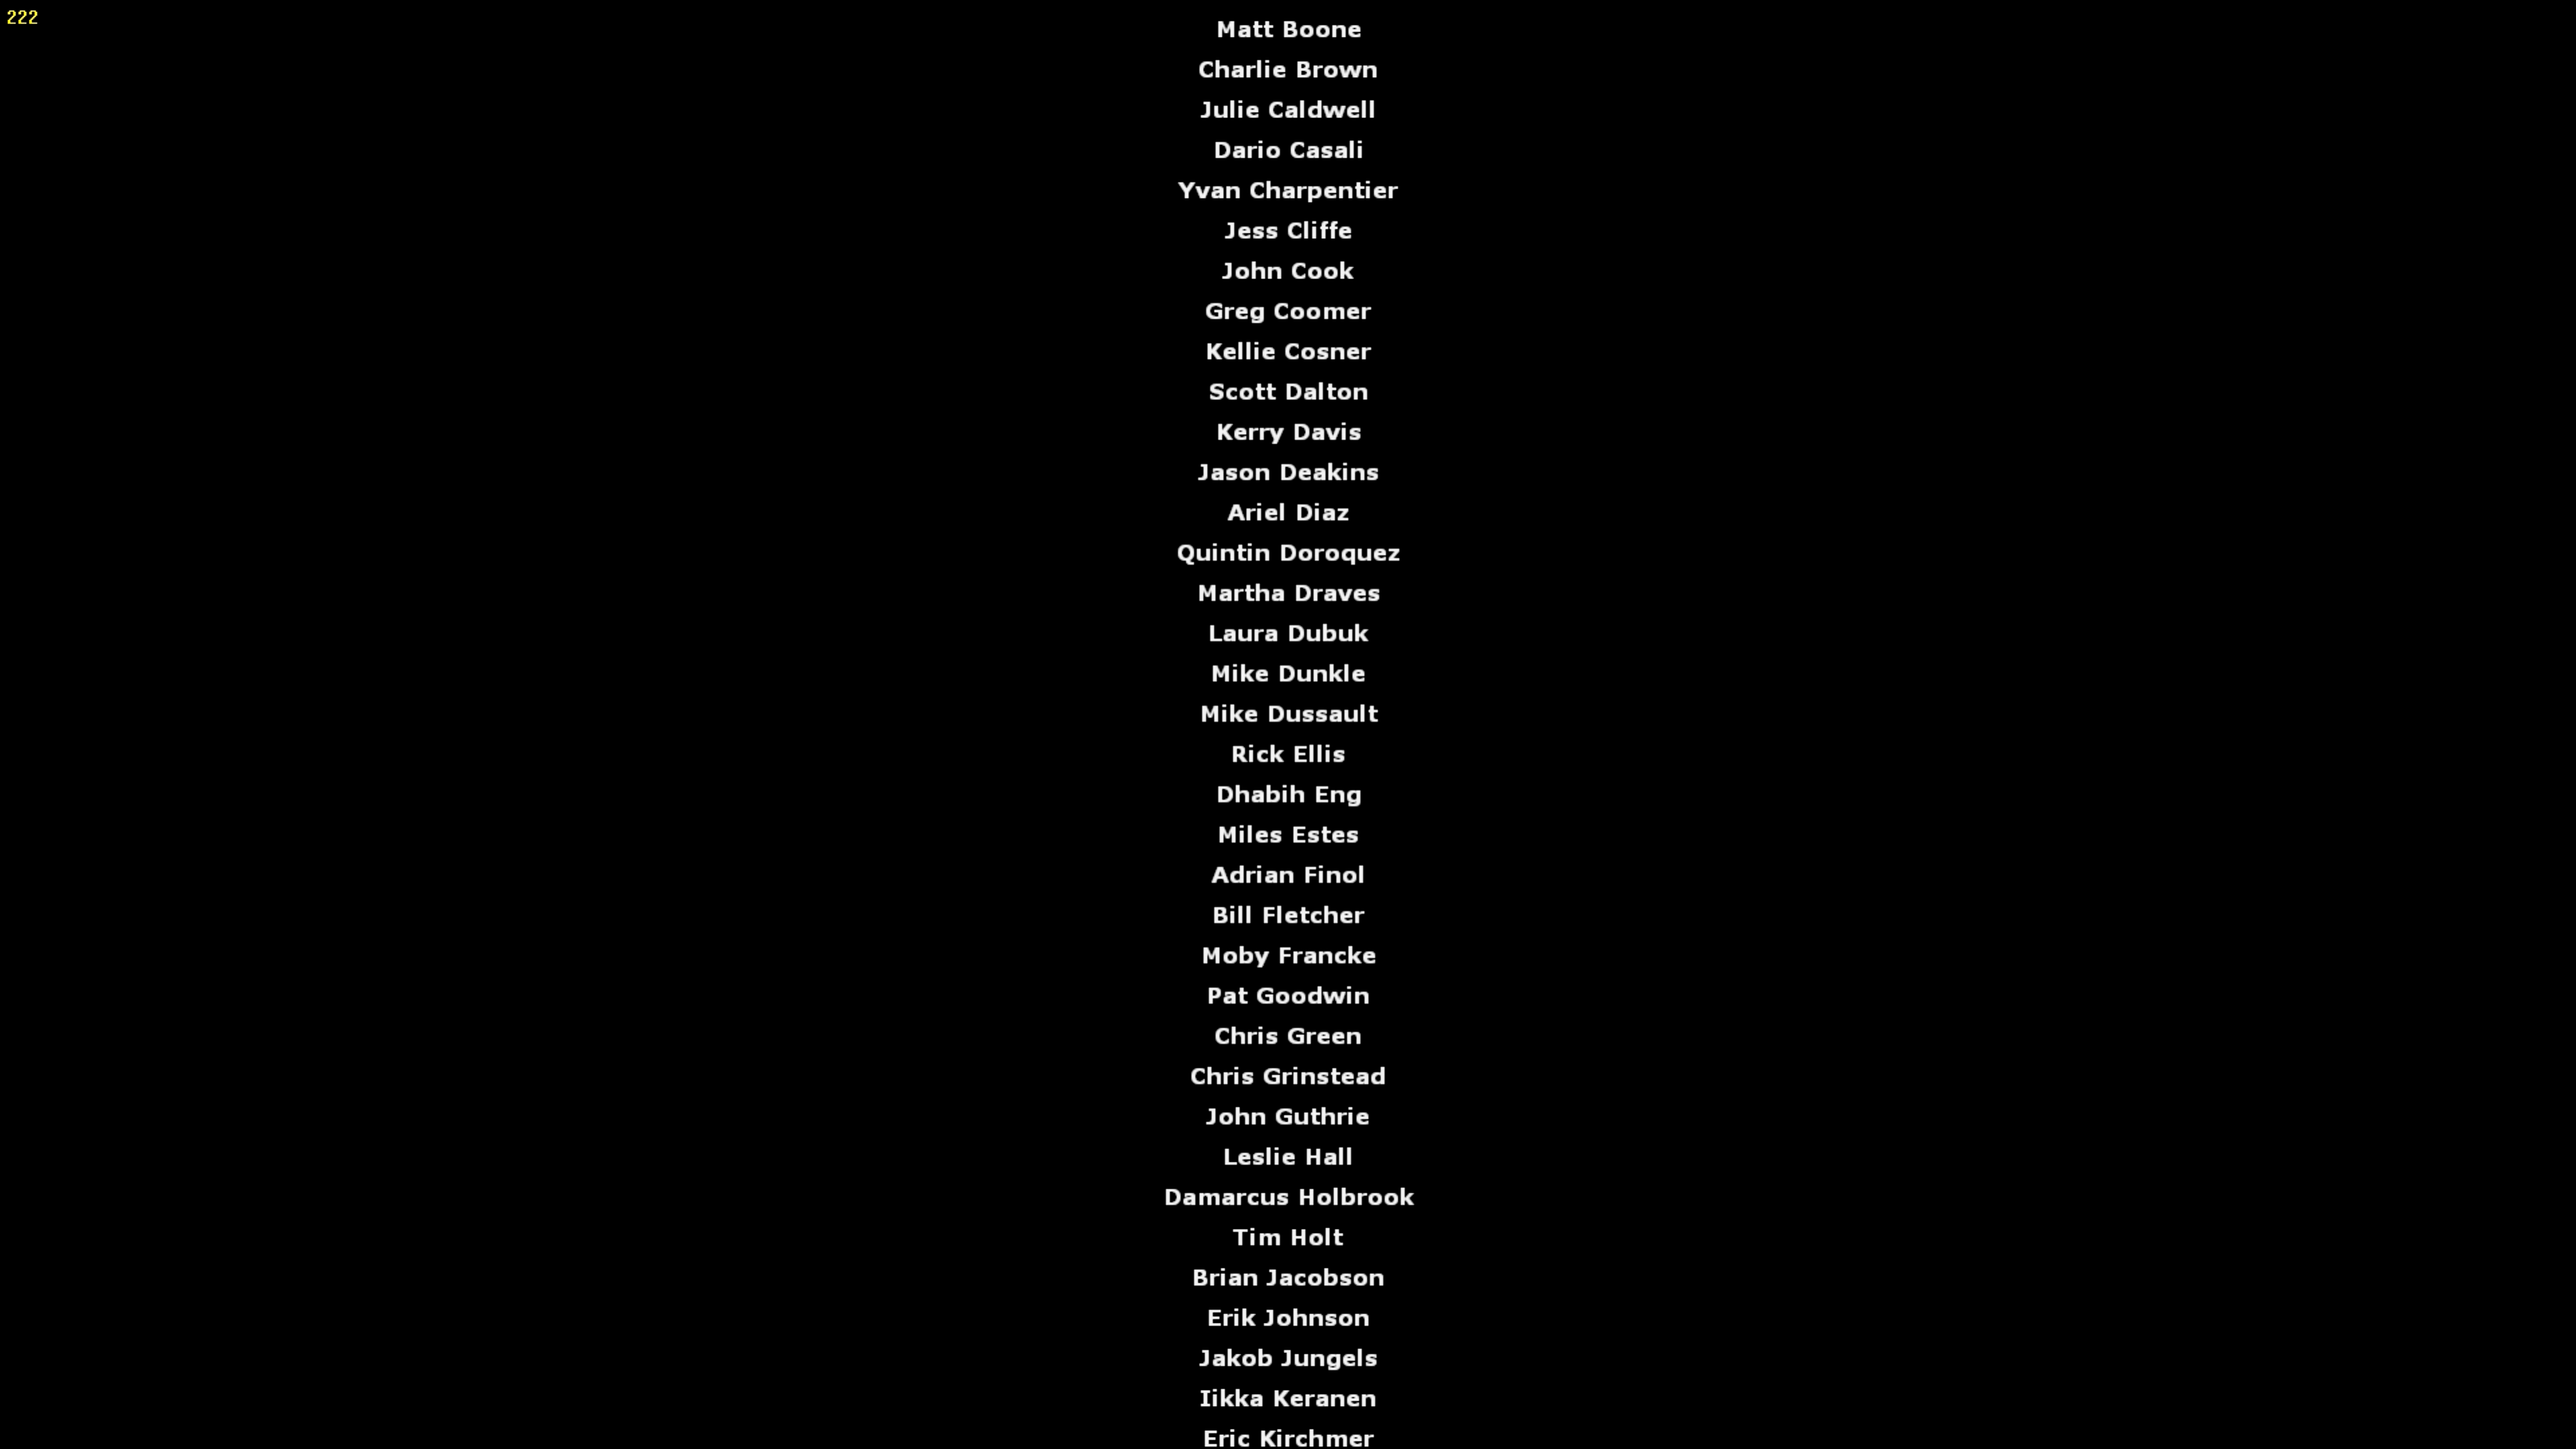 222
Matt Boone
Charlie Brown
Julie Caldwell
Dario Casali
Yvan Charpentier
Jess Cliffe
John Cook
Greg Coomer
Kellie Cosner
Scott Dalton
Kerry Davis
Jason Deakins
Ariel Diaz
Quintin Doroquez
Martha Draves
Laura Dubuk
Mike Dunkle
Mike Dussault
Rick Ellis
Dhabih Eng
Miles Estes
Adrian Finol
Bill Fletcher
Moby Francke
Pat Goodwin
Chris Green
Chris Grinstead
John Guthrie
Leslie Hall
Damarcus Holbrook
Tim Holt
Brian Jacobson
Erik Johnson
Jakob Jungels
Iikka Keranen
Eric Kirchmer